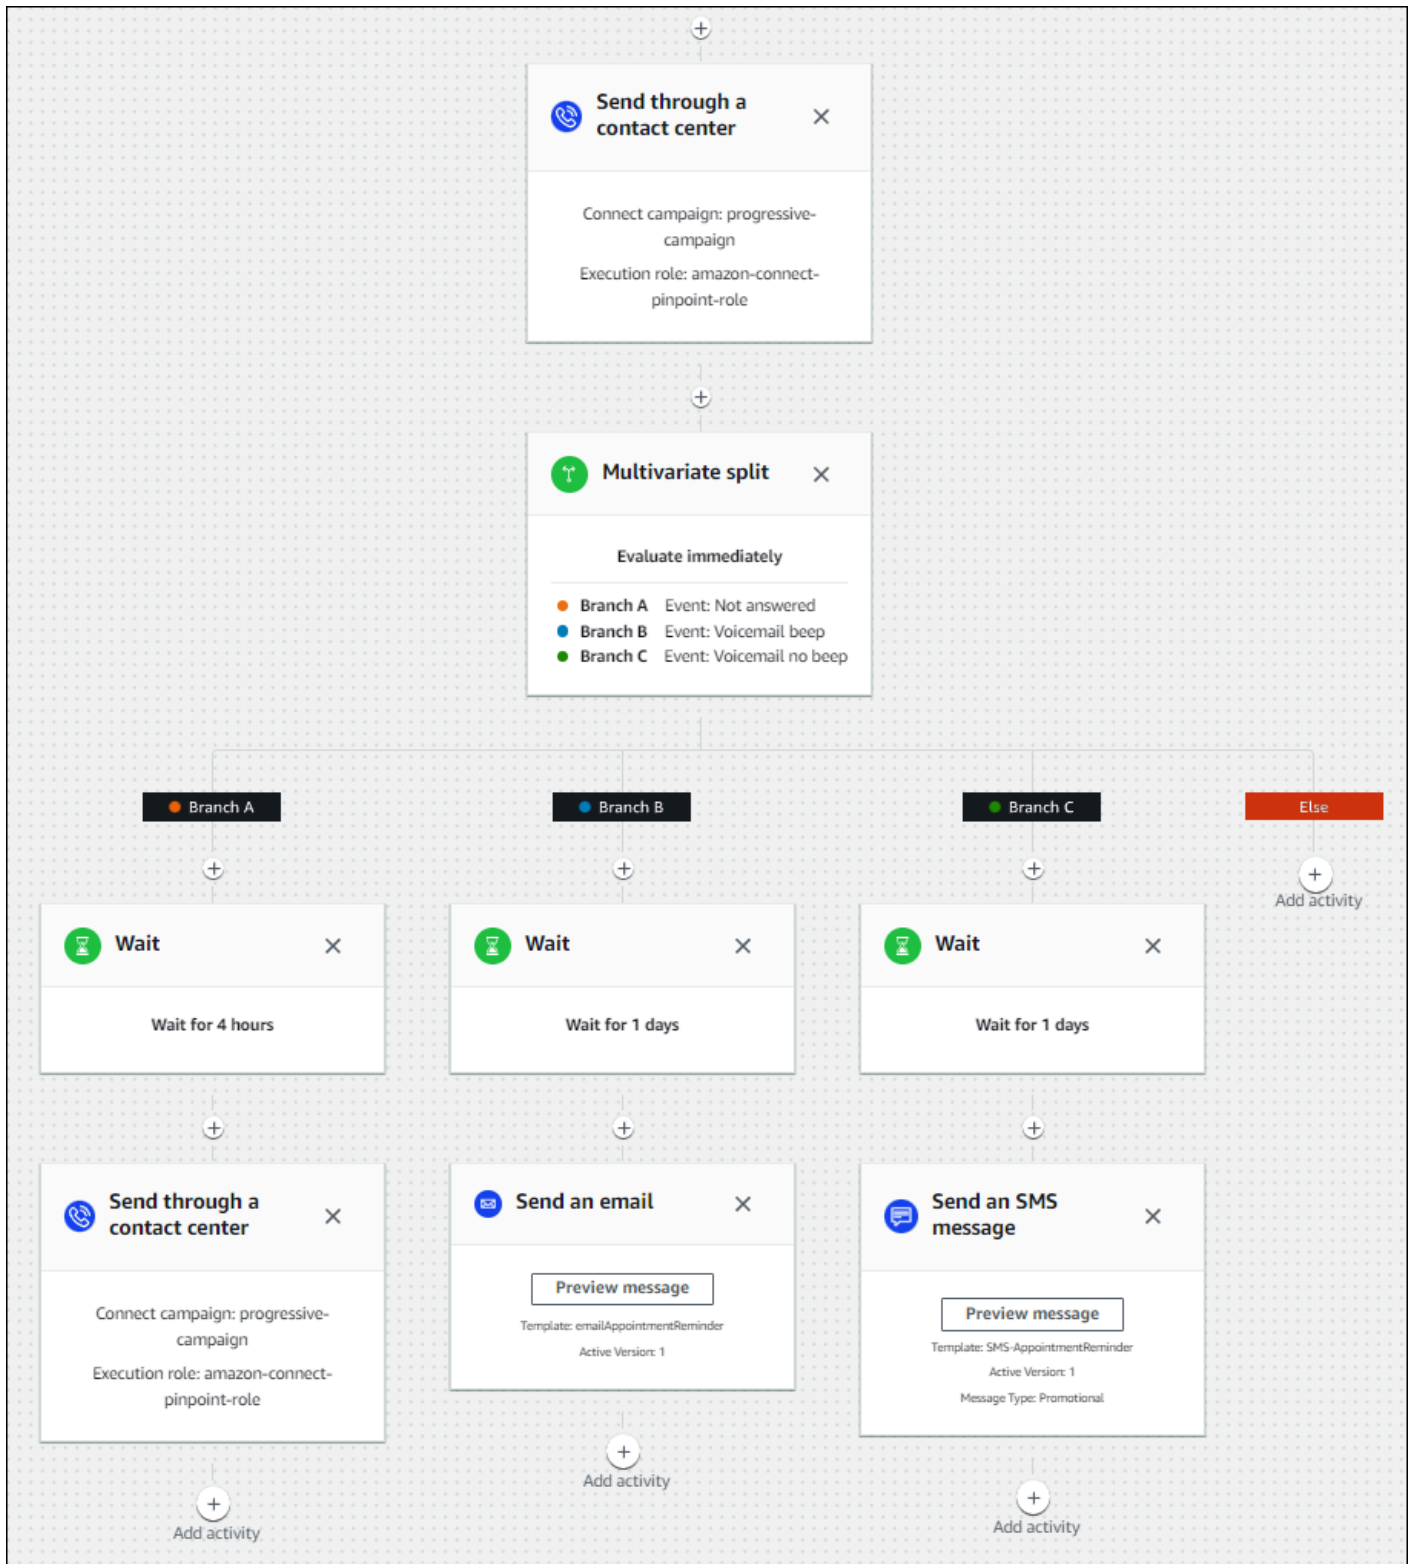 Send through a
contact center
Connect campaign: progressive-
campaign
Execution role: amazon-connect-
pinpoint-role
Multivariate split
Evaluate immediately
Branch A Event: Not answered
Branch B Event: Voicemail beep
Branch C Event: Voicemail no beep
Branch A
Branch B
Branch C
Else
Add activity
Wait
Wait for 4 hours
Wait
Wait for 1 days
Wait
Wait for 1 days
Send through a
contact center
Connect campaign: progressive-
campaign
Execution role: amazon-connect-
pinpoint-role
Add activity
Send an email
Preview message
Template: emailAppointmentReminder
Active Version: 1
Add activity
Send an SMS
message
Preview message
Template: SMS-AppointmentReminder
Active Version: 1
Message Type: Promotional
Add activity